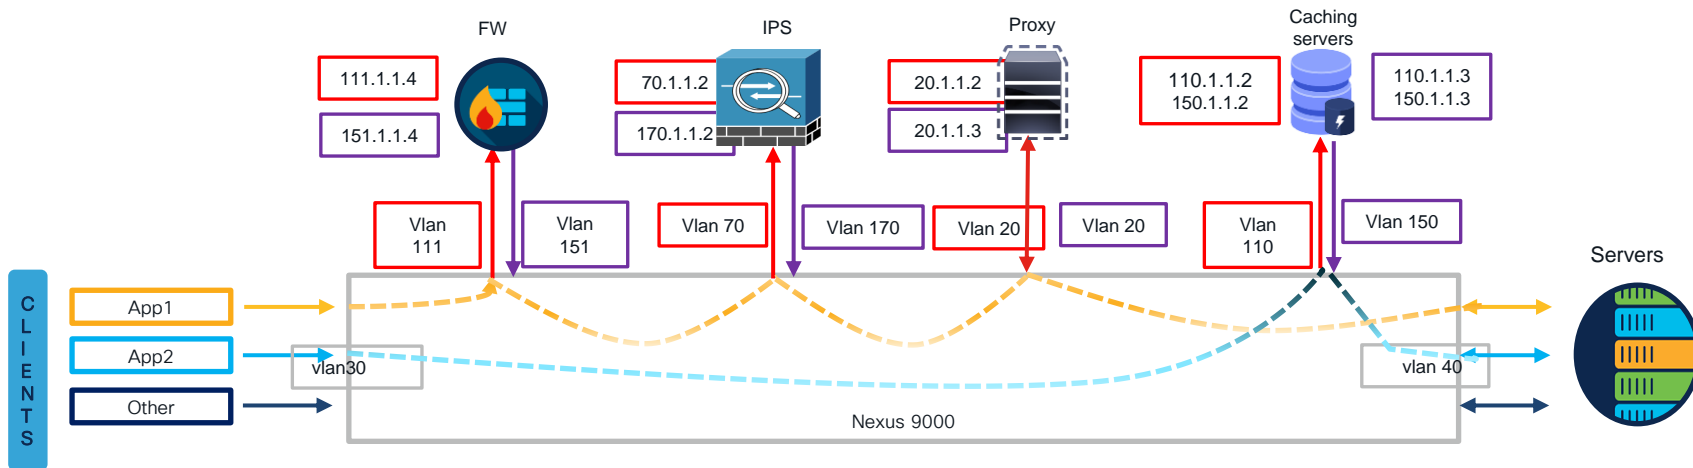 FW
IPS
Proxy
Caching
servers
111.1.1.4
151.1.1.4
70.1.1.2
170.1.1.2
20.1.1.2
20.1.1.3
110.1.1.2
150.1.1.2
110.1.1.3
150.1.1.3
Vlan
111
Vlan
151
Vlan 70
Vlan 170
Vlan 20
Vlan 20
Vlan
110
Vlan 150
Servers
CLIENTS
App1
App2
Other
vlan30
vlan 40
Nexus 9000